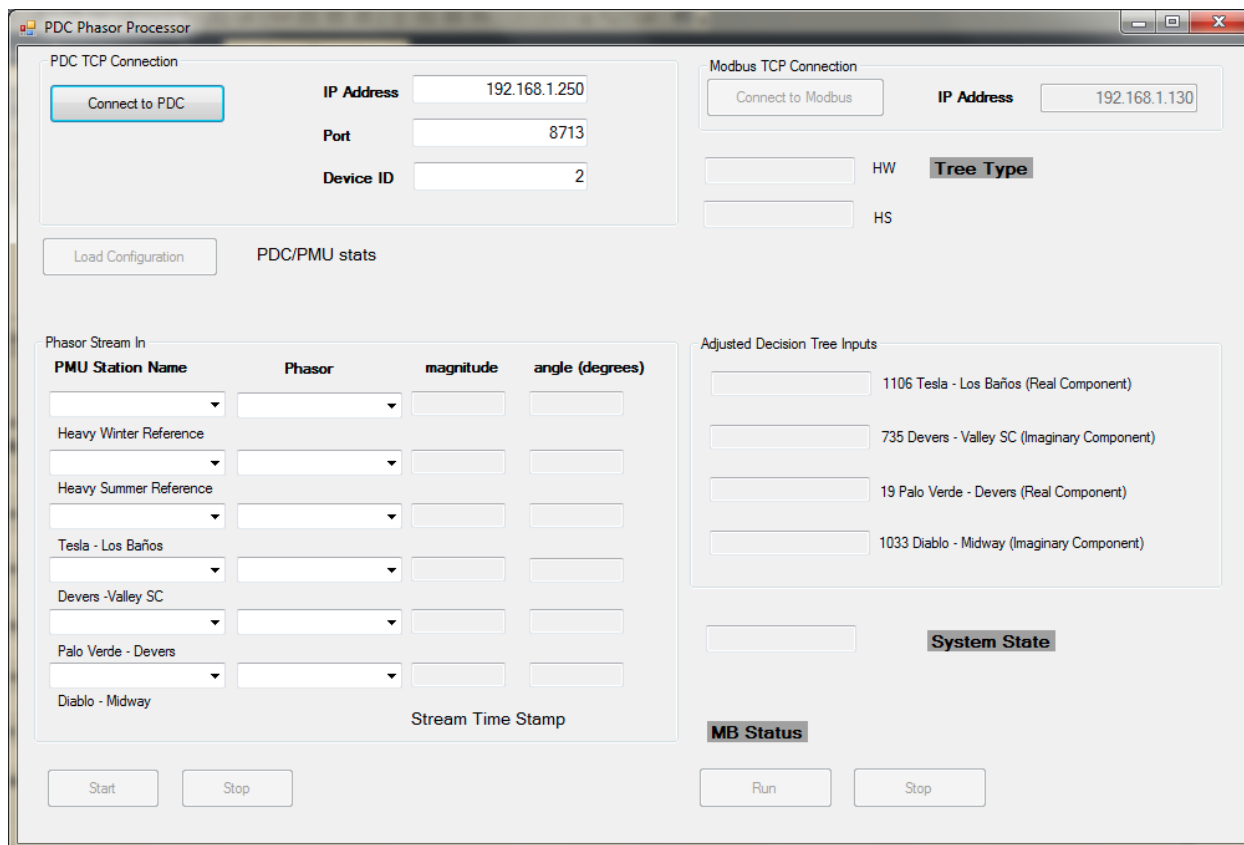 PDC Phasor Processor
PDC TCP Connection
Connect to PDC
IP Address
192.168.1.250
Port
8713
Device ID
2
Modbus TCP Connection
Connect to Modbus
IP Address
192.168.1.130
HW
Tree Type
HS
Load Configuration
PDC/PMU stats
Phasor Stream In
PMU Station Name
Phasor
magnitude
angle (degrees)
Heavy Winter Reference
Heavy Summer Reference
Tesla - Los Baños
Devers -Valley SC
Palo Verde - Devers
Diablo - Midway
Stream Time Stamp
Start
Stop
Adjusted Decision Tree Inputs
1106 Tesla - Los Baños (Real Component)
735 Devers - Valley SC (Imaginary Component)
19 Palo Verde - Devers (Real Component)
1033 Diablo - Midway (Imaginary Component)
System State
MB Status
Run
Stop